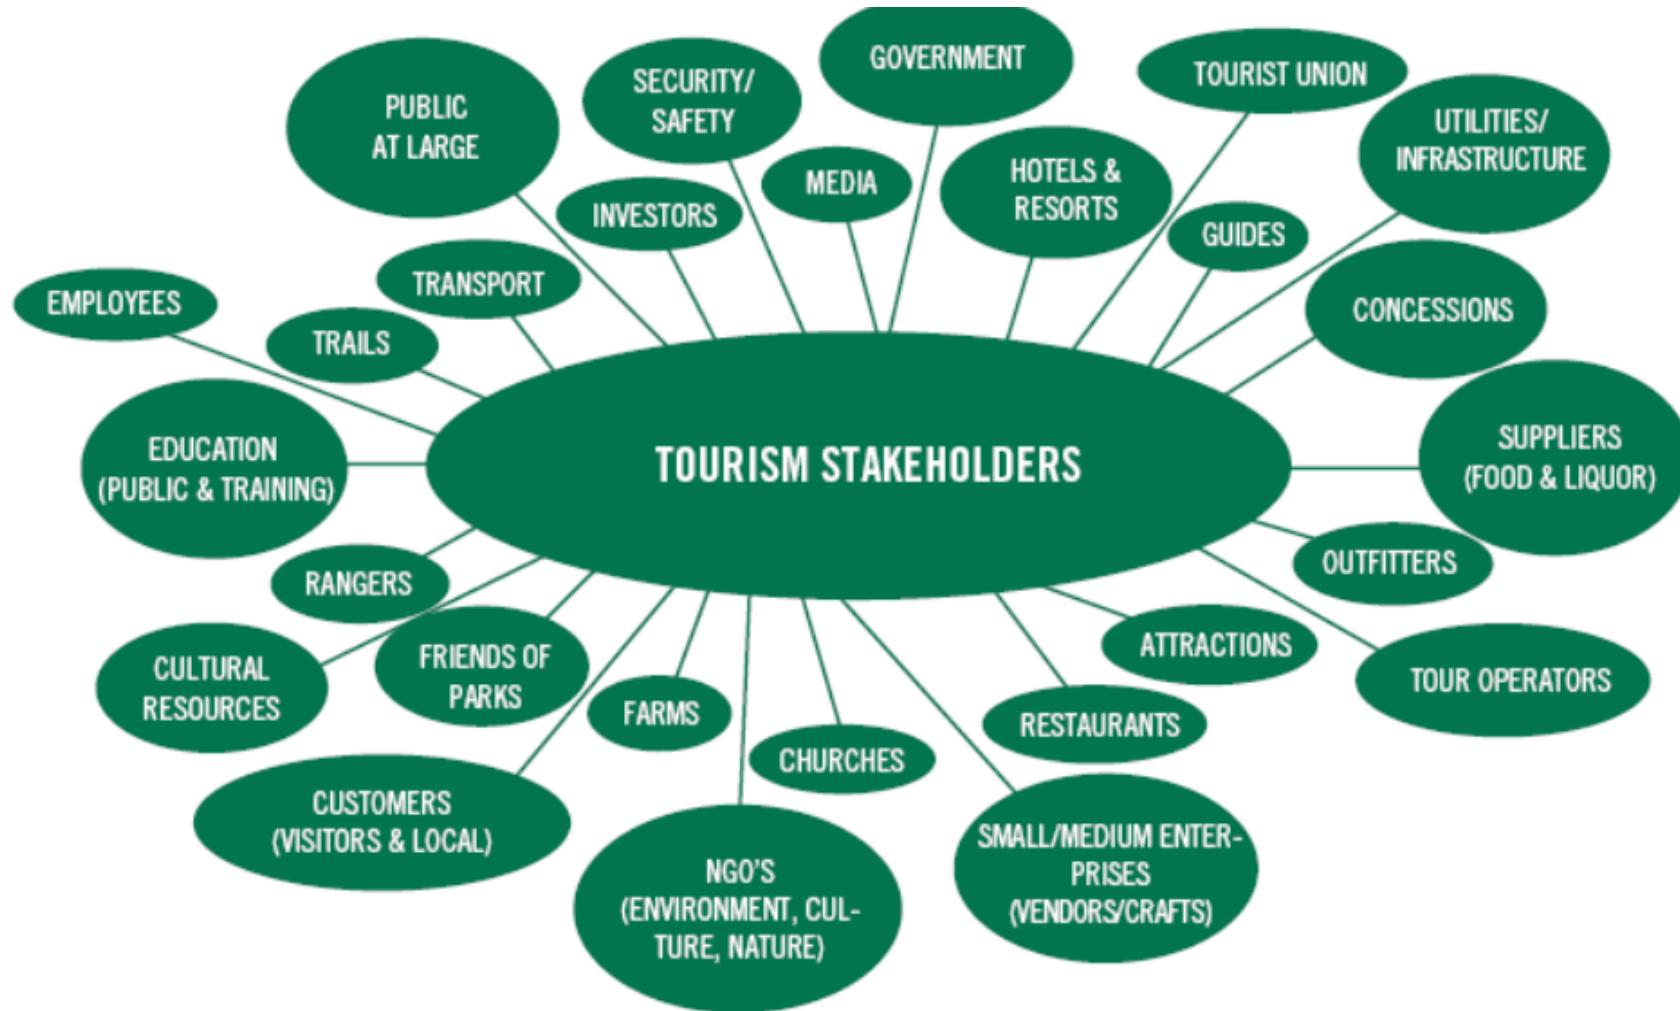 GOVERNMENT
TOURIST UNION
SECURITY/
SAFETY
PUBLIC
AT LARGE
UTILITIES/
INFRASTRUCTURE
MEDIA
HOTELS &
RESORTS
INVESTORS
GUIDES
TRANSPORT
EMPLOYEES
CONCESSIONS
TRAILS
EDUCATION
(PUBLIC & TRAINING)
TOURISM STAKEHOLDERS
SUPPLIERS
(FOOD & LIQUOR)
RANGERS
OUTFITTERS
CULTURAL
RESOURCES
FRIENDS OF
PARKS
ATTRACTIONS
TOUR OPERATORS
FARMS
RESTAURANTS
CHURCHES
CUSTOMERS
(VISITORS & LOCAL)
NGO'S
(ENVIRONMENT, CUL-
TURE, NATURE)
SMALL/MEDIUM ENTER-
PRISES
(VENDORS/CRAFTS)